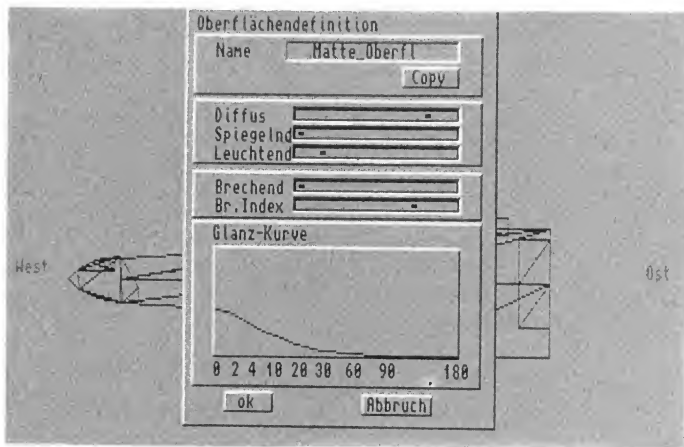 Oberflächendefinition
Name Matte_Oberfl
Copy
Diffus
Spiegelnd
Leuchtend
Brechend
Br.Index
Glanz-Kurve
West
Ost
0 2 4 10 20 30 60 90 180
ok Abbruch